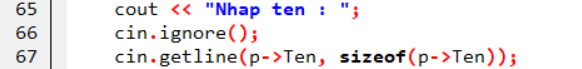 65 cout << "Nhap ten : ";
66 cin.ignore();
67 cin.getline(p->Ten, sizeof(p->Ten));